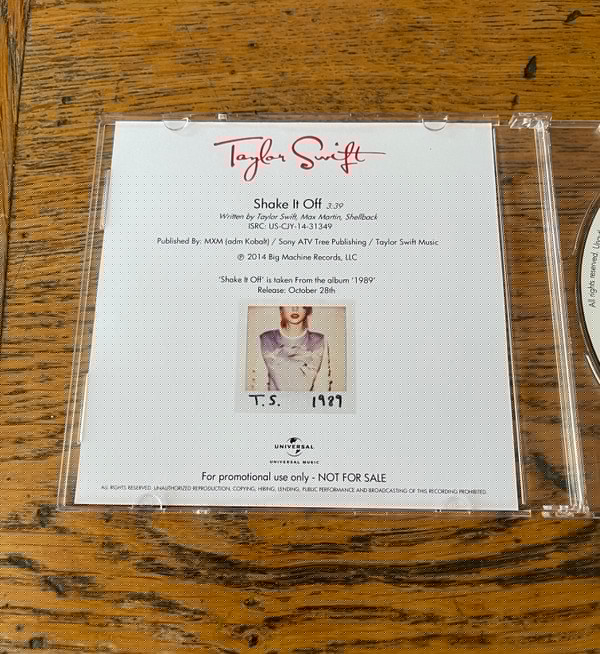 Taylor Swift
Shake It Off 3:39
Written by Taylor Swift, Max Martin, Shellback
ISRC: US-CJY-14-31349
Published By: MXM (adm Kobalt) / Sony ATV Tree Publishing / Taylor Swift Music
℗ 2014 Big Machine Records, LLC
'Shake It Off' is taken From the album '1989'
Release: October 28th
T.S. 1989
UNIVERSAL
UNIVERSAL MUSIC
For promotional use only - NOT FOR SALE
ALL RIGHTS RESERVED. UNAUTHORIZED REPRODUCTION, COPYING, HIRING, LENDING, PUBLIC PERFORMANCE AND BROADCASTING OF THIS RECORDING PROHIBITED.
All rights reserved.